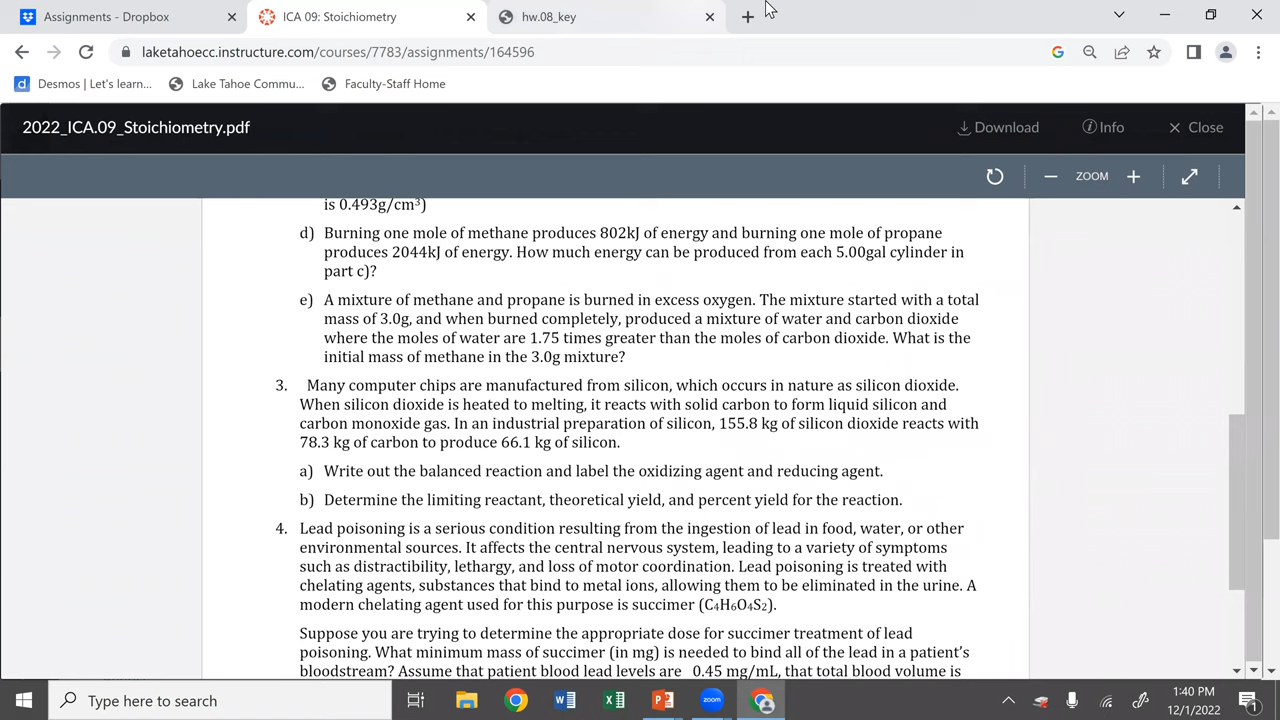 Assignments - Dropbox
ICA 09: Stoichiometry
hw.08_key
laketahoecc.instructure.com/courses/7783/assignments/164596
Desmos | Let's learn...
Lake Tahoe Commu...
Faculty-Staff Home
2022_ICA.09_Stoichiometry.pdf
Download
Info
Close
ZOOM
is 0.493g/cm³)
d) Burning one mole of methane produces 802kJ of energy and burning one mole of propane
produces 2044kJ of energy. How much energy can be produced from each 5.00gal cylinder in
part c)?
e) A mixture of methane and propane is burned in excess oxygen. The mixture started with a total
mass of 3.0g, and when burned completely, produced a mixture of water and carbon dioxide
where the moles of water are 1.75 times greater than the moles of carbon dioxide. What is the
initial mass of methane in the 3.0g mixture?
3. Many computer chips are manufactured from silicon, which occurs in nature as silicon dioxide.
When silicon dioxide is heated to melting, it reacts with solid carbon to form liquid silicon and
carbon monoxide gas. In an industrial preparation of silicon, 155.8 kg of silicon dioxide reacts with
78.3 kg of carbon to produce 66.1 kg of silicon.
a) Write out the balanced reaction and label the oxidizing agent and reducing agent.
b) Determine the limiting reactant, theoretical yield, and percent yield for the reaction.
4. Lead poisoning is a serious condition resulting from the ingestion of lead in food, water, or other
environmental sources. It affects the central nervous system, leading to a variety of symptoms
such as distractibility, lethargy, and loss of motor coordination. Lead poisoning is treated with
chelating agents, substances that bind to metal ions, allowing them to be eliminated in the urine. A
modern chelating agent used for this purpose is succimer (C₄H₆O₄S₂).
Suppose you are trying to determine the appropriate dose for succimer treatment of lead
poisoning. What minimum mass of succimer (in mg) is needed to bind all of the lead in a patient's
bloodstream? Assume that patient blood lead levels are 0.45 mg/mL, that total blood volume is
Type here to search
zoom
1:40 PM
12/1/2022
1